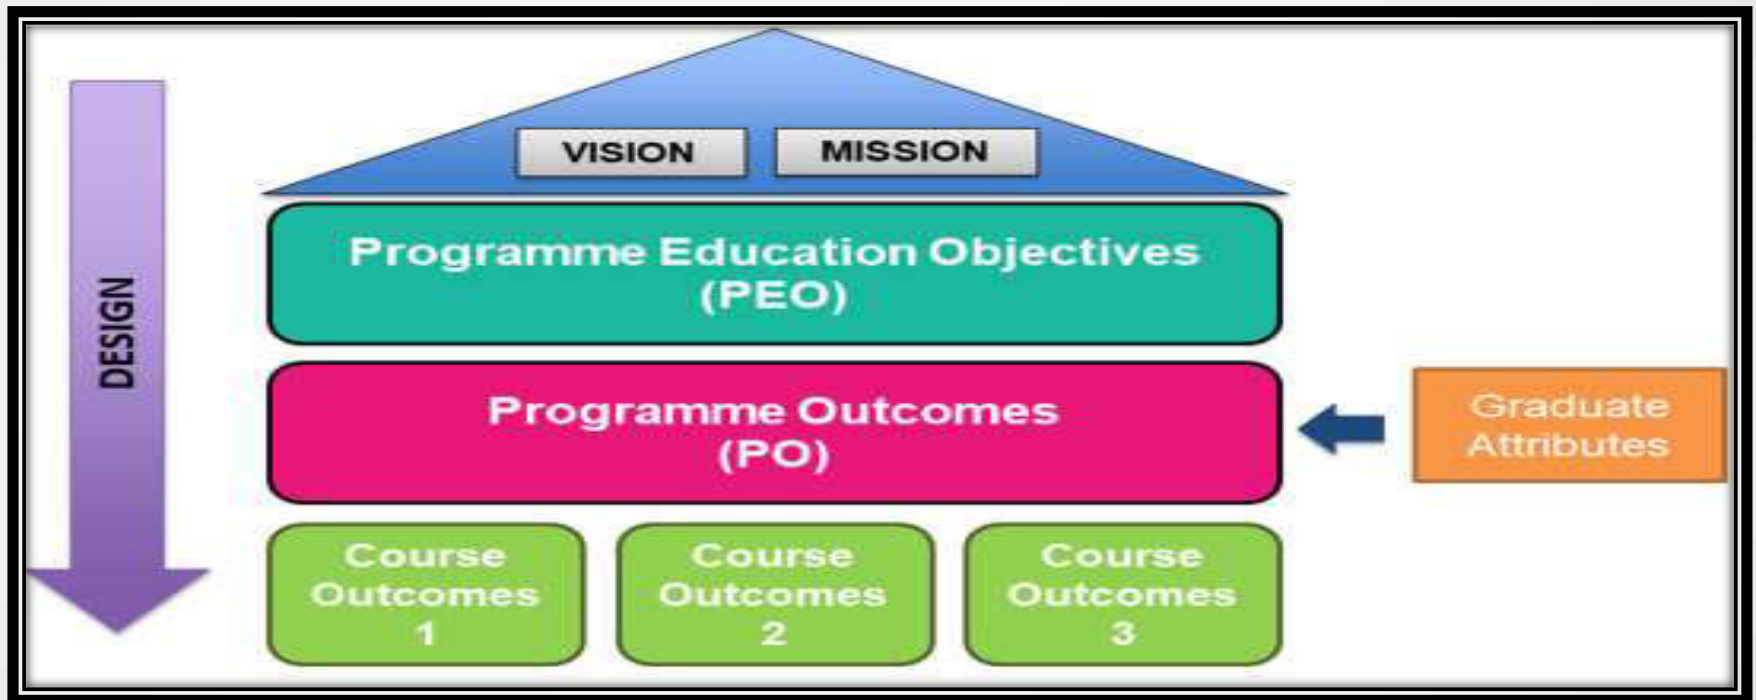 DESIGN
VISION
MISSION
Programme Education Objectives
(PEO)
Programme Outcomes
(PO)
Graduate
Attributes
Course
Outcomes
1
Course
Outcomes
2
Course
Outcomes
3